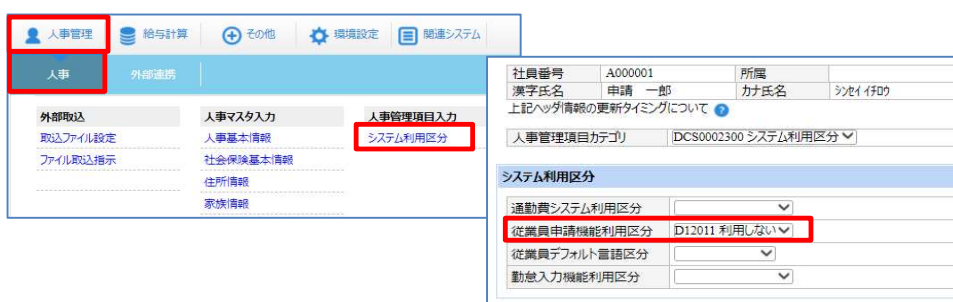 人事管理 給与計算 その他 環境設定 関連システム
人事 外部連携
外部取込 人事マスタ入力 人事管理項目入力
取込ファイル設定 人事基本情報 システム利用区分
ファイル取込指示 社会保険基本情報
住所情報
家族情報
社員番号 A000001 所属
漢字氏名 申請 一郎 カナ氏名 シンセイ イチロウ
上記ヘッダ情報の更新タイミングについて ?
人事管理項目カテゴリ DCS0002300 システム利用区分
システム利用区分
通勤費システム利用区分
従業員申請機能利用区分 D12011 利用しない
従業員デフォルト言語区分
勤怠入力機能利用区分